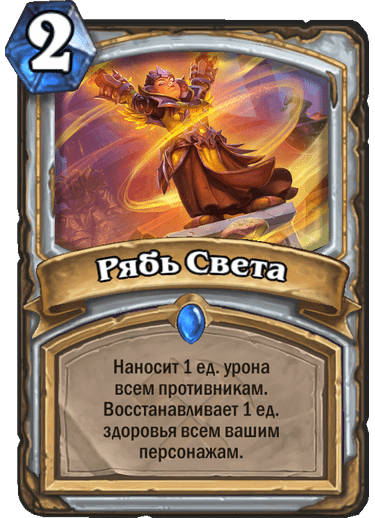 2
Рябь Света
Наносит 1 ед. урона
всем противникам.
Восстанавливает 1 ед.
здоровья всем вашим
персонажам.